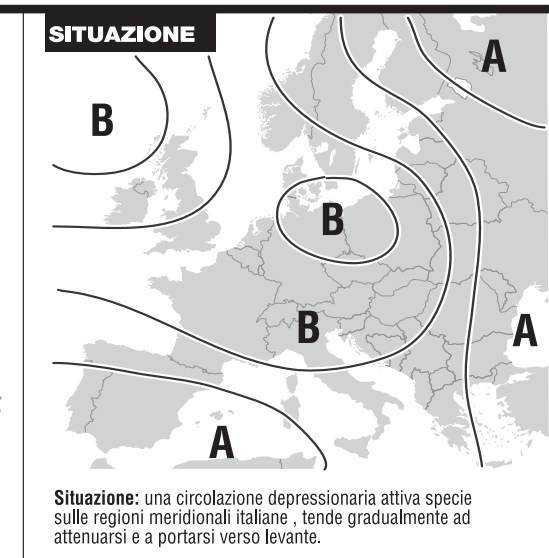 SITUAZIONE
A
B
B
B
A
A
Situazione: una circolazione depressionaria attiva specie
sulle regioni meridionali italiane , tende gradualmente ad
attenuarsi e a portarsi verso levante.